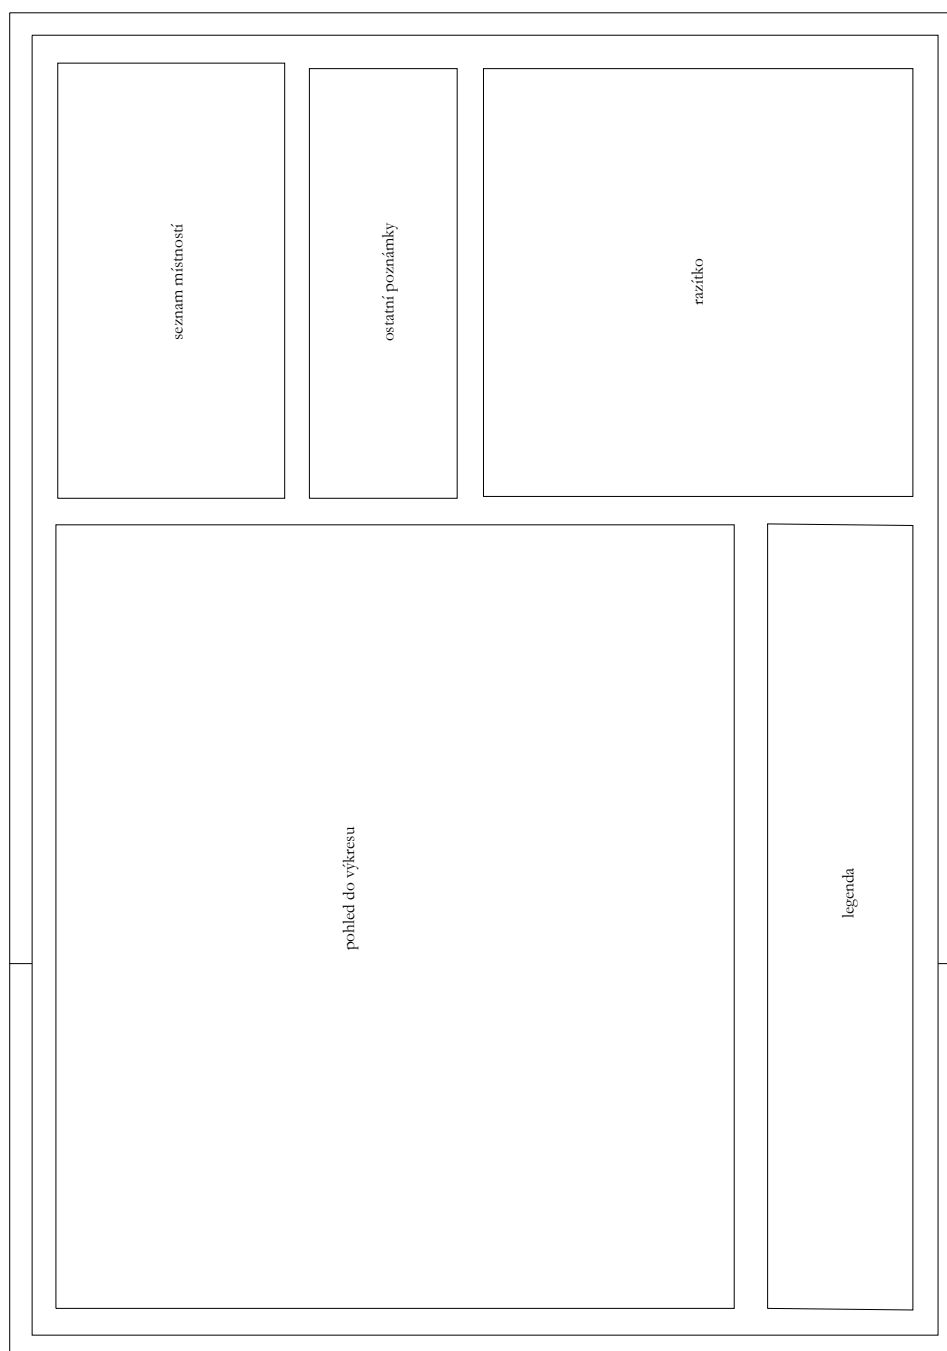 seznam místností
ostatní poznámky
razítko
pohled do výkresu
legenda